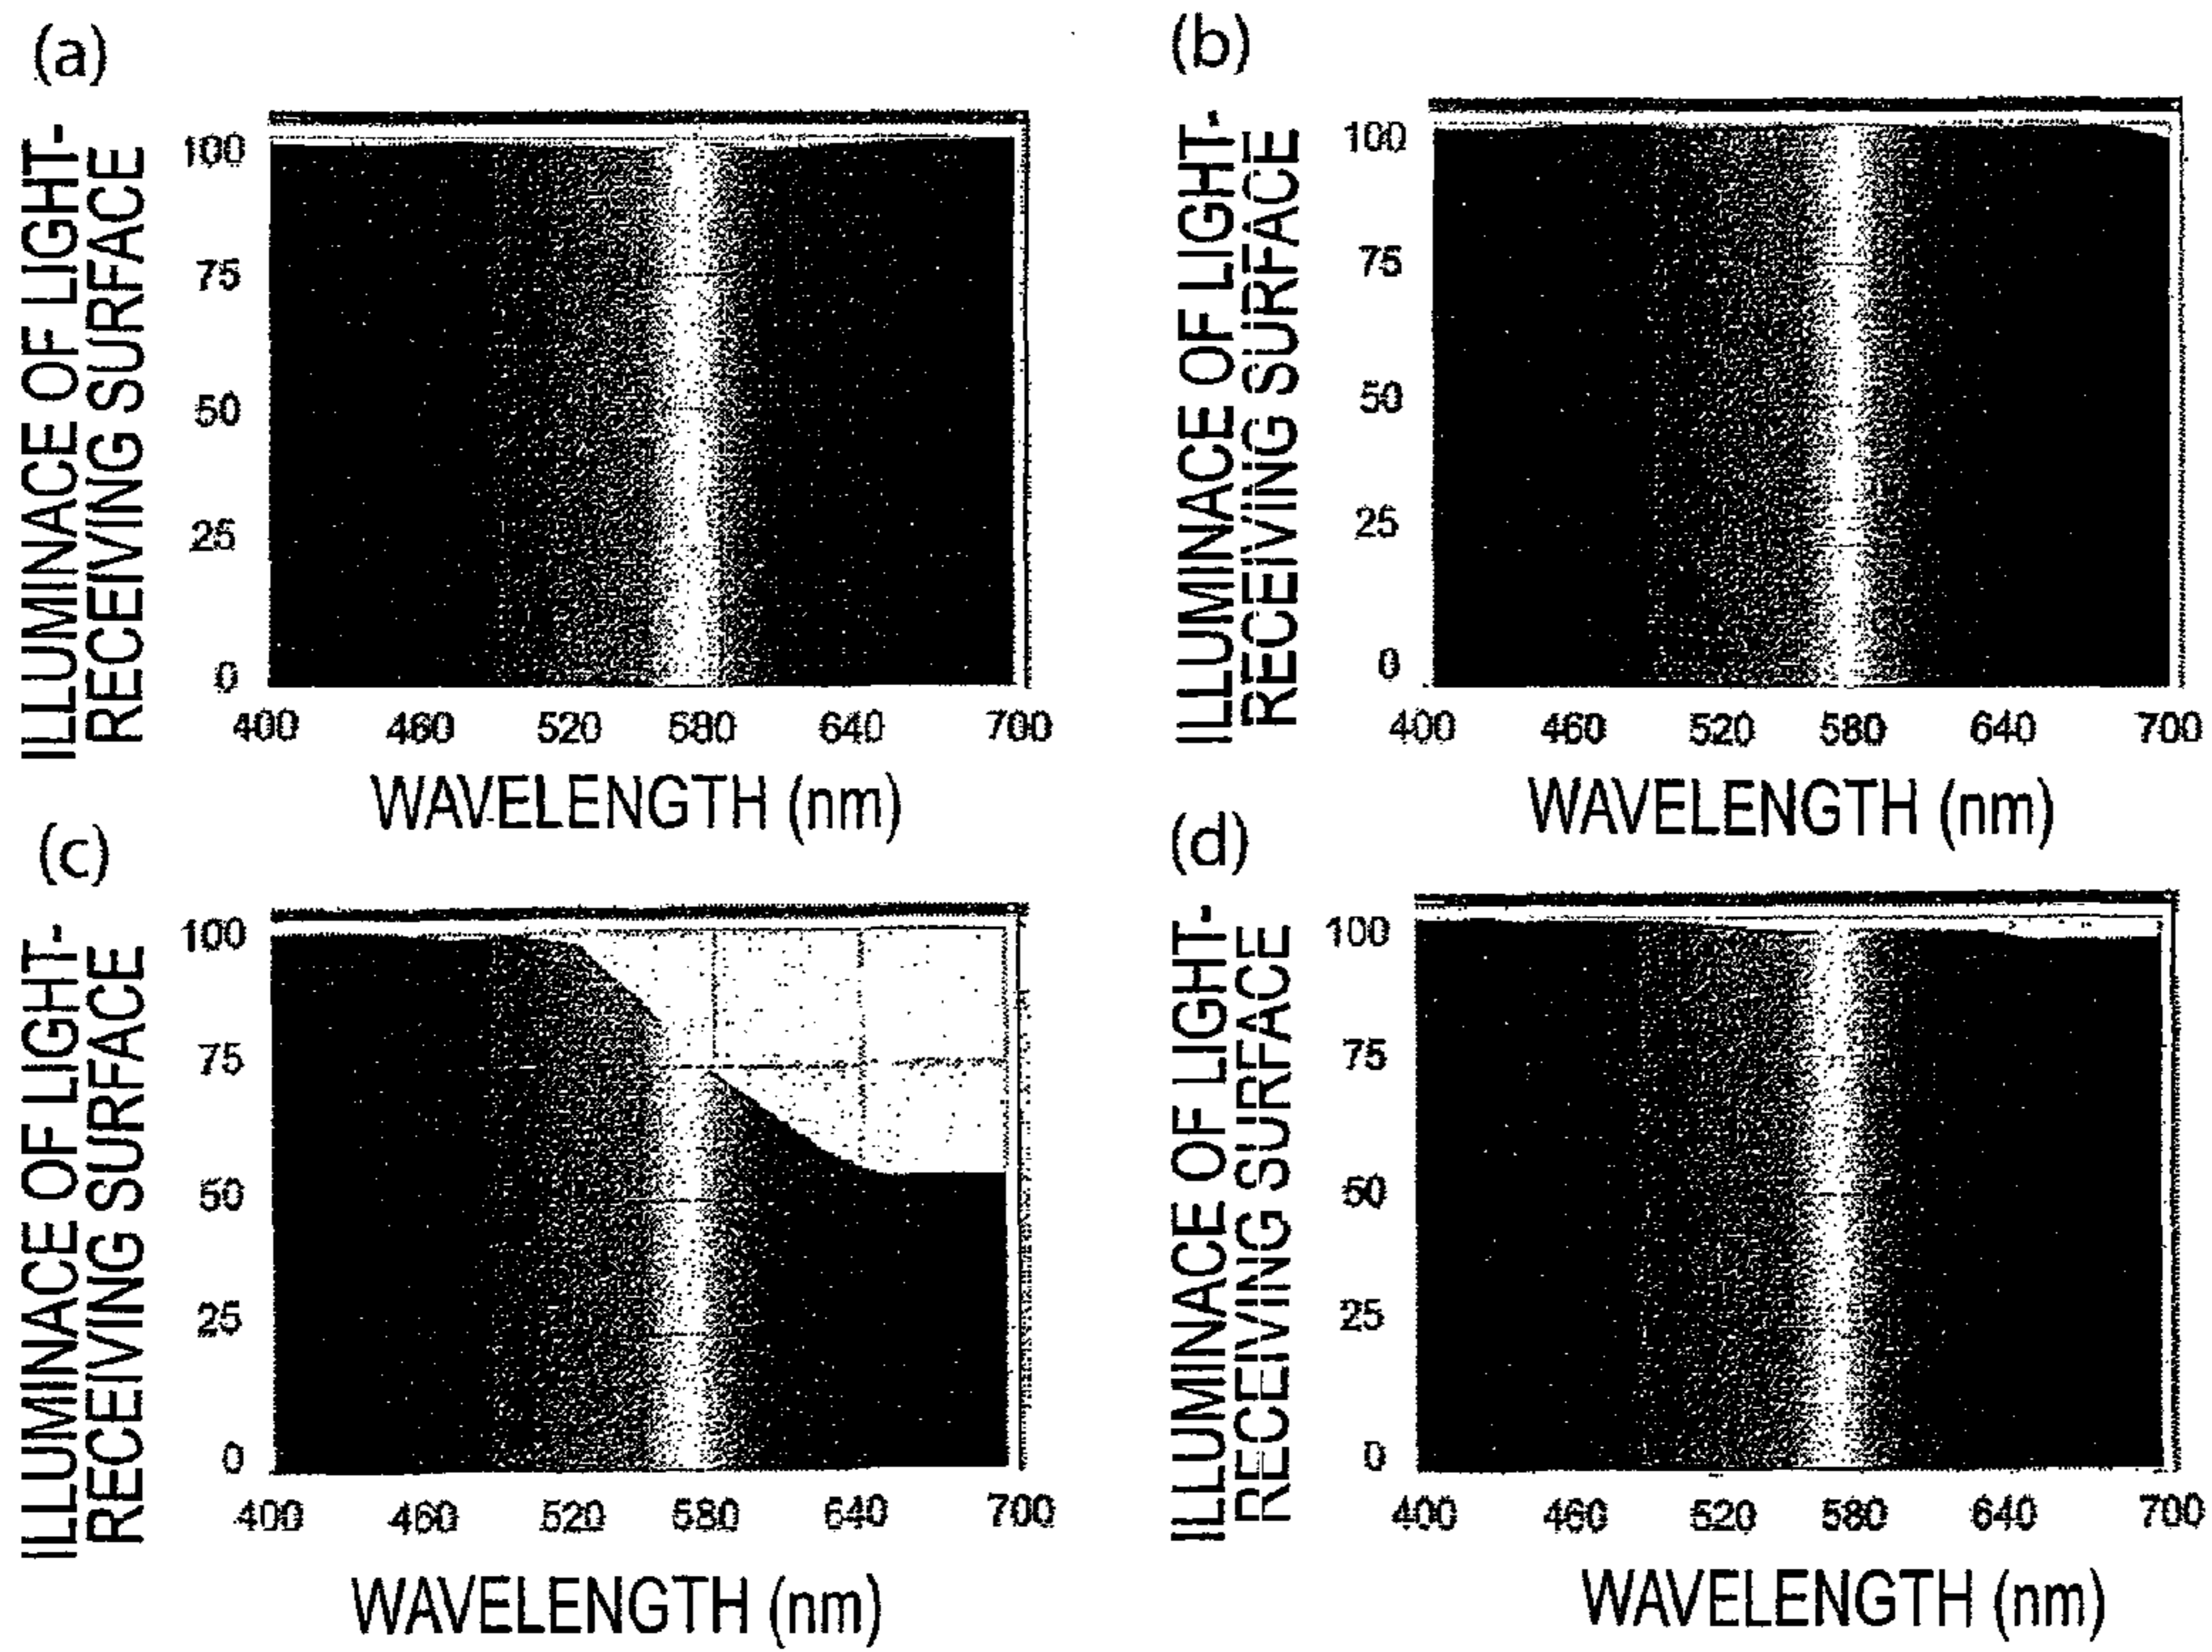 (a)
ILLUMINACE OF LIGHT-
RECEIVING SURFACE
100
75
50
25
0
400 460 520 580 640 700
WAVELENGTH (nm)
(b)
ILLUMINACE OF LIGHT-
RECEIVING SURFACE
100
75
50
25
0
400 460 520 580 640 700
WAVELENGTH (nm)
(c)
ILLUMINACE OF LIGHT-
RECEIVING SURFACE
100
75
50
25
0
400 460 520 580 640 700
WAVELENGTH (nm)
(d)
ILLUMINACE OF LIGHT-
RECEIVING SURFACE
100
75
50
25
0
400 460 520 580 640 700
WAVELENGTH (nm)